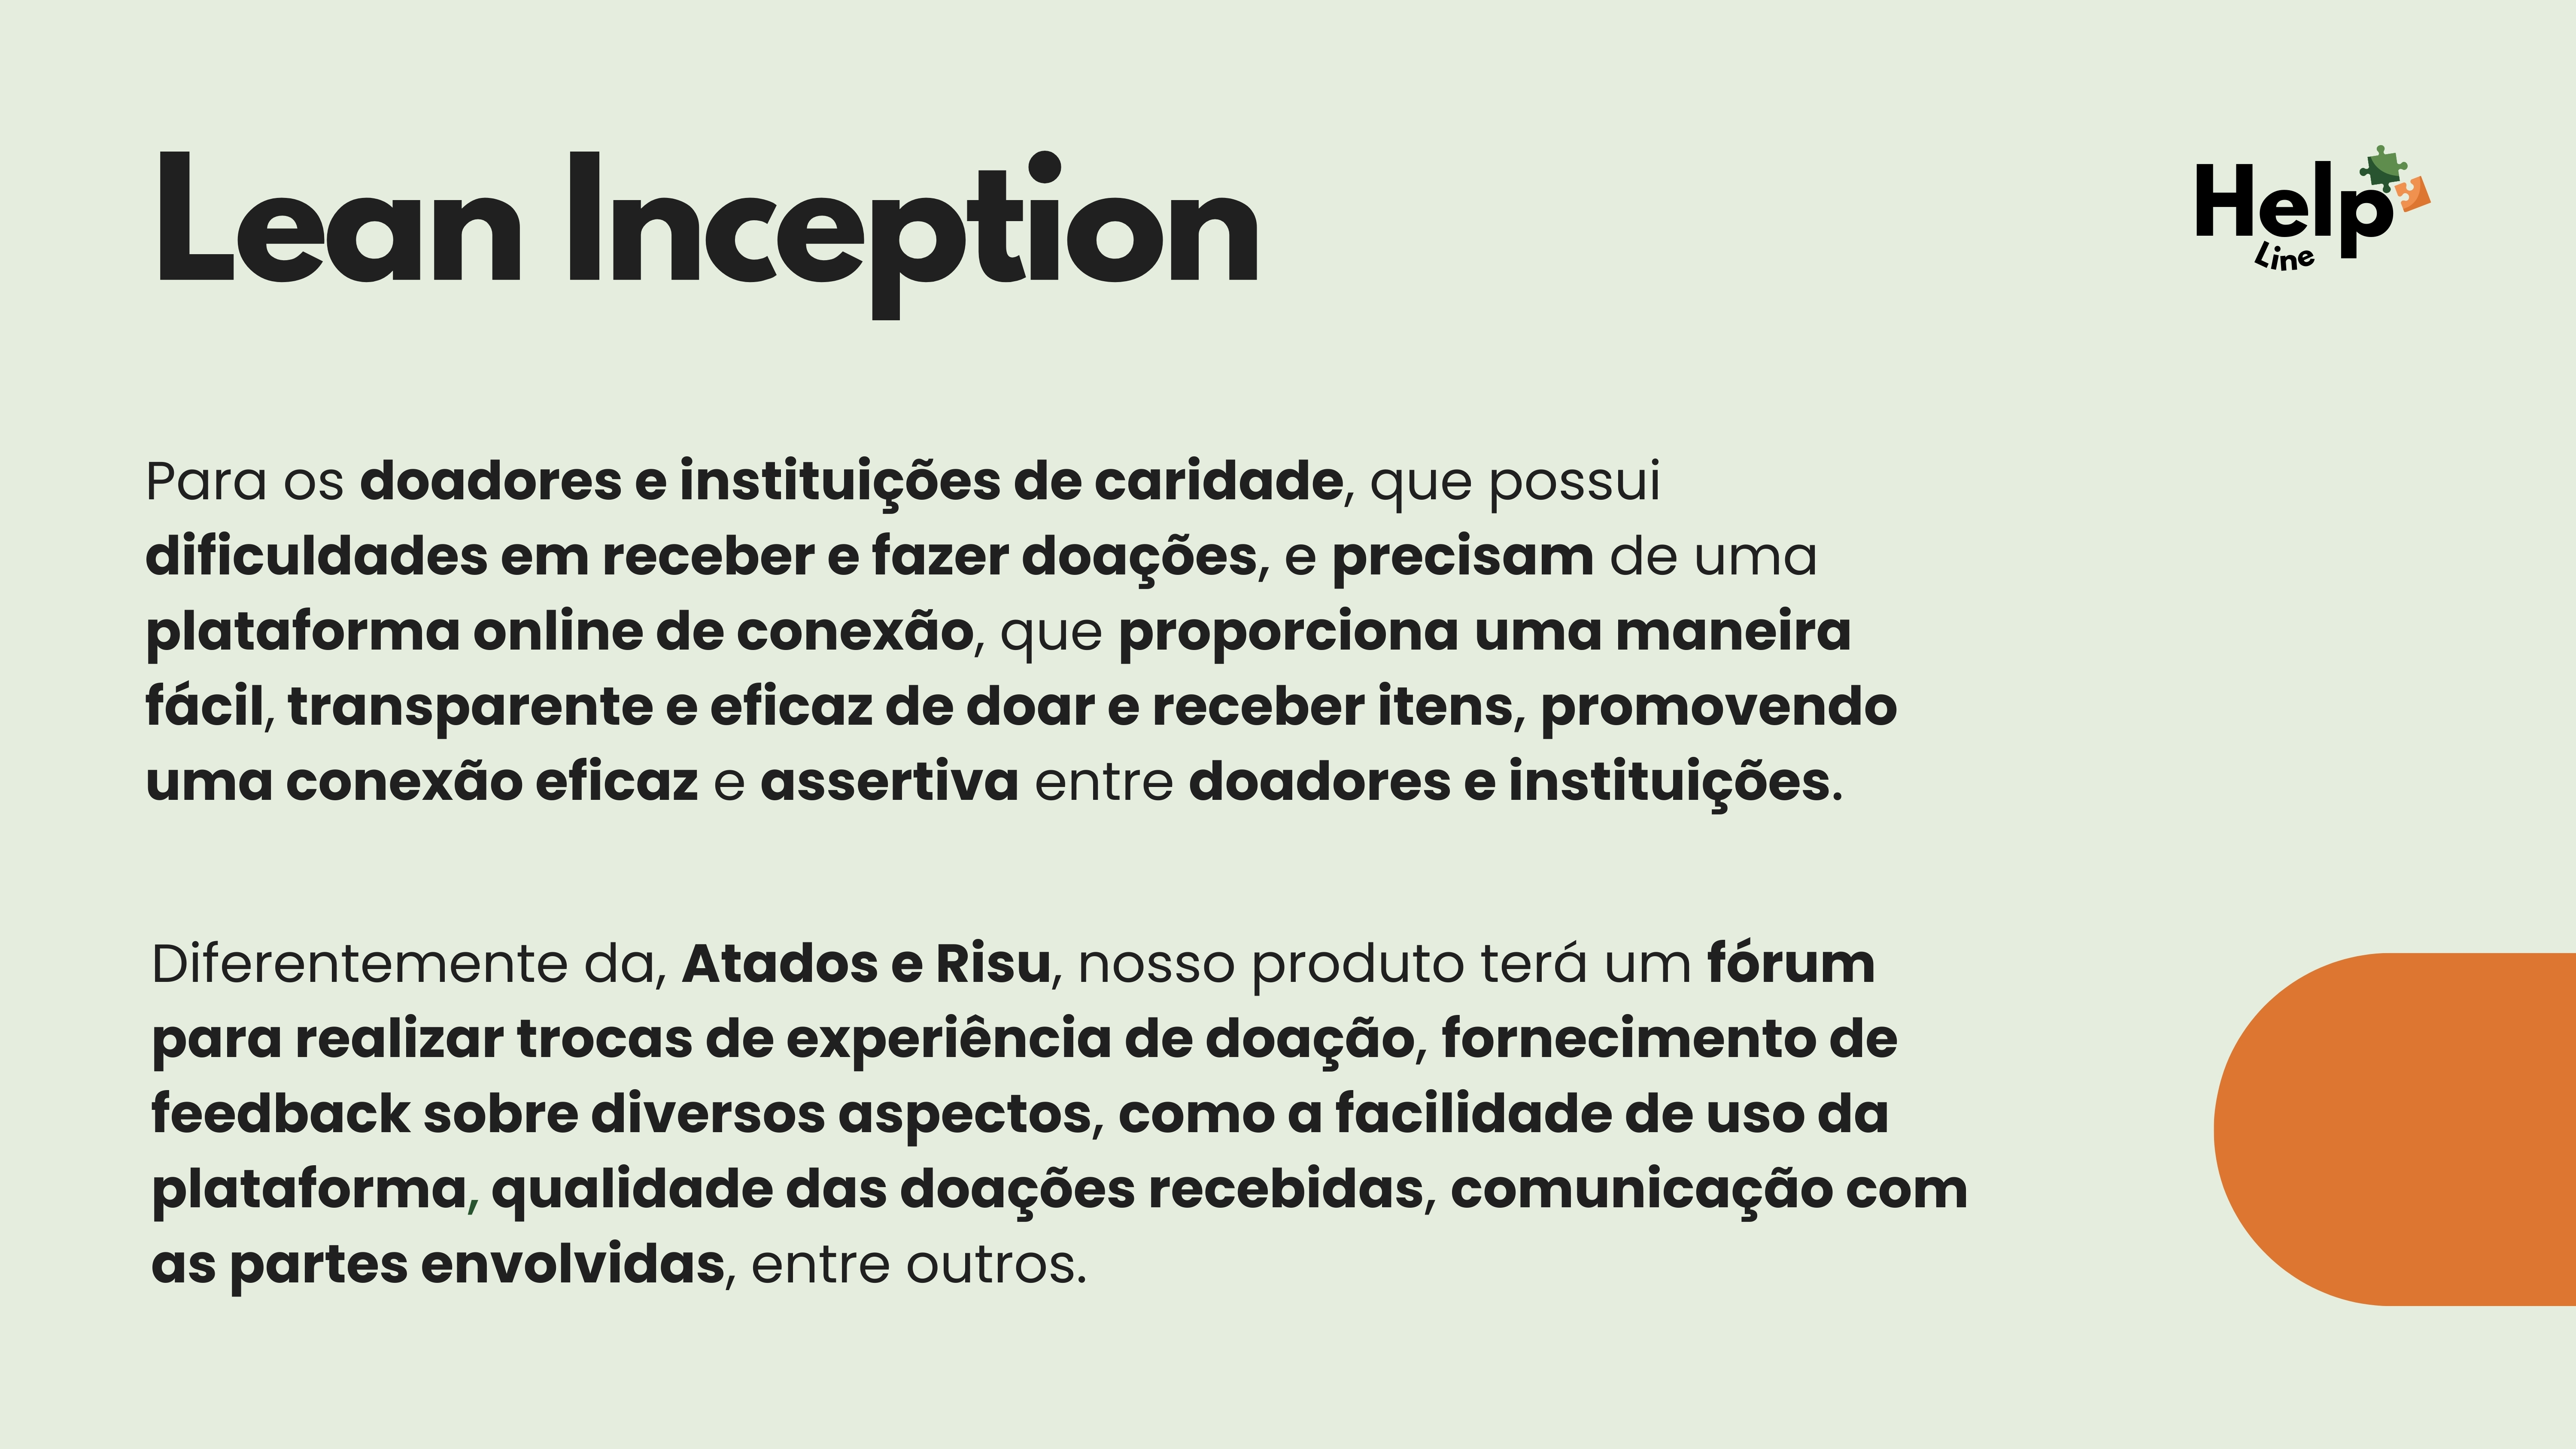 Lean Inception
Help
Line
Para os doadores e instituições de caridade, que possui
dificuldades em receber e fazer doações, e precisam de uma
plataforma online de conexão, que proporciona uma maneira
fácil, transparente e eficaz de doar e receber itens, promovendo
uma conexão eficaz e assertiva entre doadores e instituições.
Diferentemente da, Atados e Risu, nosso produto terá um fórum
para realizar trocas de experiência de doação, fornecimento de
feedback sobre diversos aspectos, como a facilidade de uso da
plataforma, qualidade das doações recebidas, comunicação com
as partes envolvidas, entre outros.